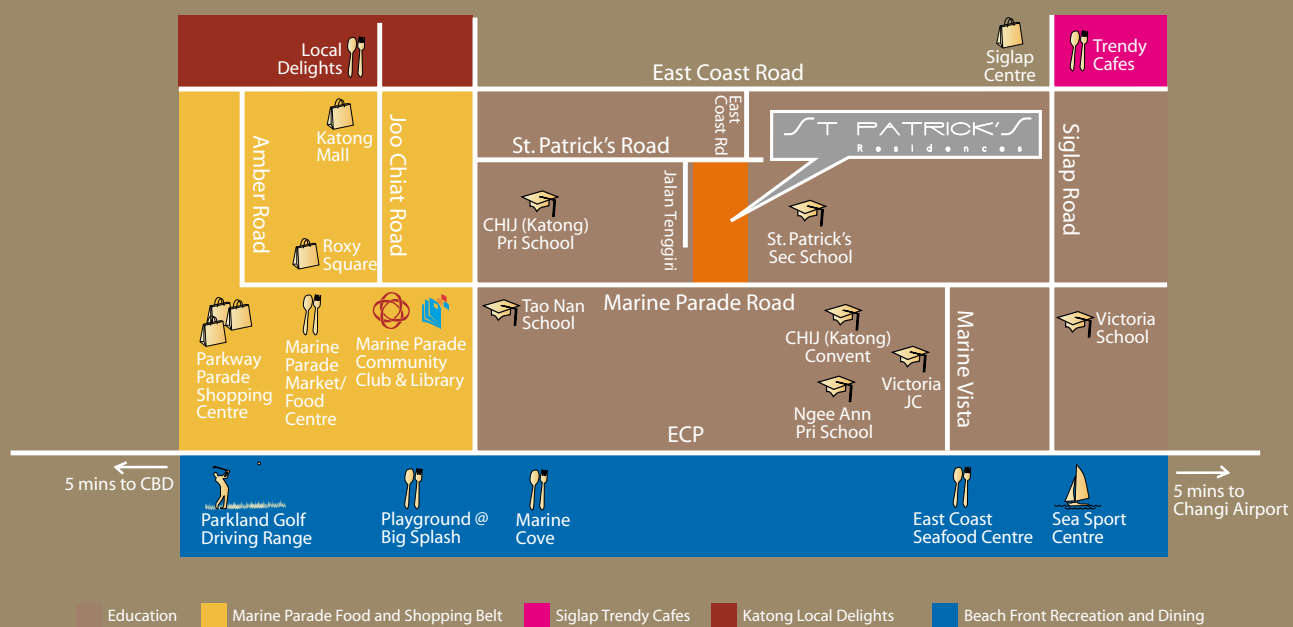 Local
Delights
East Coast Road
Siglap
Centre
Trendy
Cafes
Amber Road
Katong
Mall
Joo Chiat Road
St. Patrick's Road
East
Coast Rd
ST PATRICK'S
Residences
Siglap Road
Roxy
Square
CHIJ (Katong)
Pri School
Jalan Tenggiri
St. Patrick's
Sec School
Marine Parade Road
Parkway
Parade
Shopping
Centre
Marine
Parade
Market/
Food
Centre
Marine Parade
Community
Club & Library
Tao Nan
School
CHIJ (Katong)
Convent
Victoria
JC
Ngee Ann
Pri School
Marine Vista
Victoria
School
ECP
5 mins to CBD
Parkland Golf
Driving Range
Playground @
Big Splash
Marine
Cove
East Coast
Seafood Centre
Sea Sport
Centre
5 mins to
Changi Airport
Education
Marine Parade Food and Shopping Belt
Siglap Trendy Cafes
Katong Local Delights
Beach Front Recreation and Dining